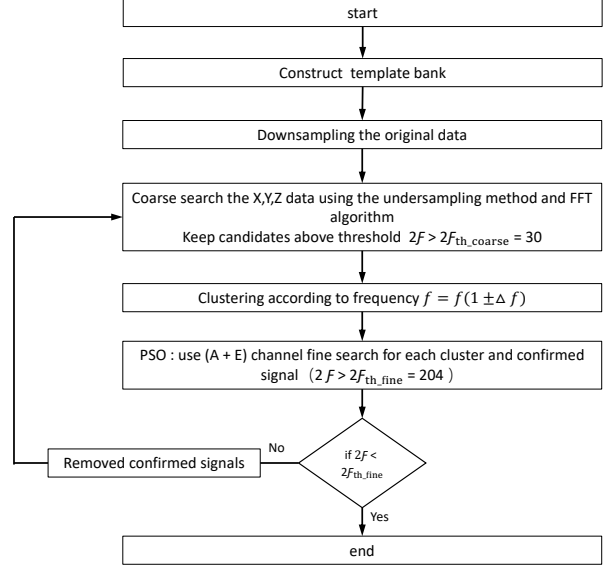 start
Construct template bank
Downsampling the original data
Coarse search the X,Y,Z data using the undersampling method and FFT
algorithm
Keep candidates above threshold 2F > 2F_th_coarse = 30
Clustering according to frequency f = f(1 ±Δ f)
PSO : use (A + E) channel fine search for each cluster and confirmed
signal （2 F > 2F_th_fine = 204 ）
if 2F <
2F_th_fine
No
Removed confirmed signals
Yes
end